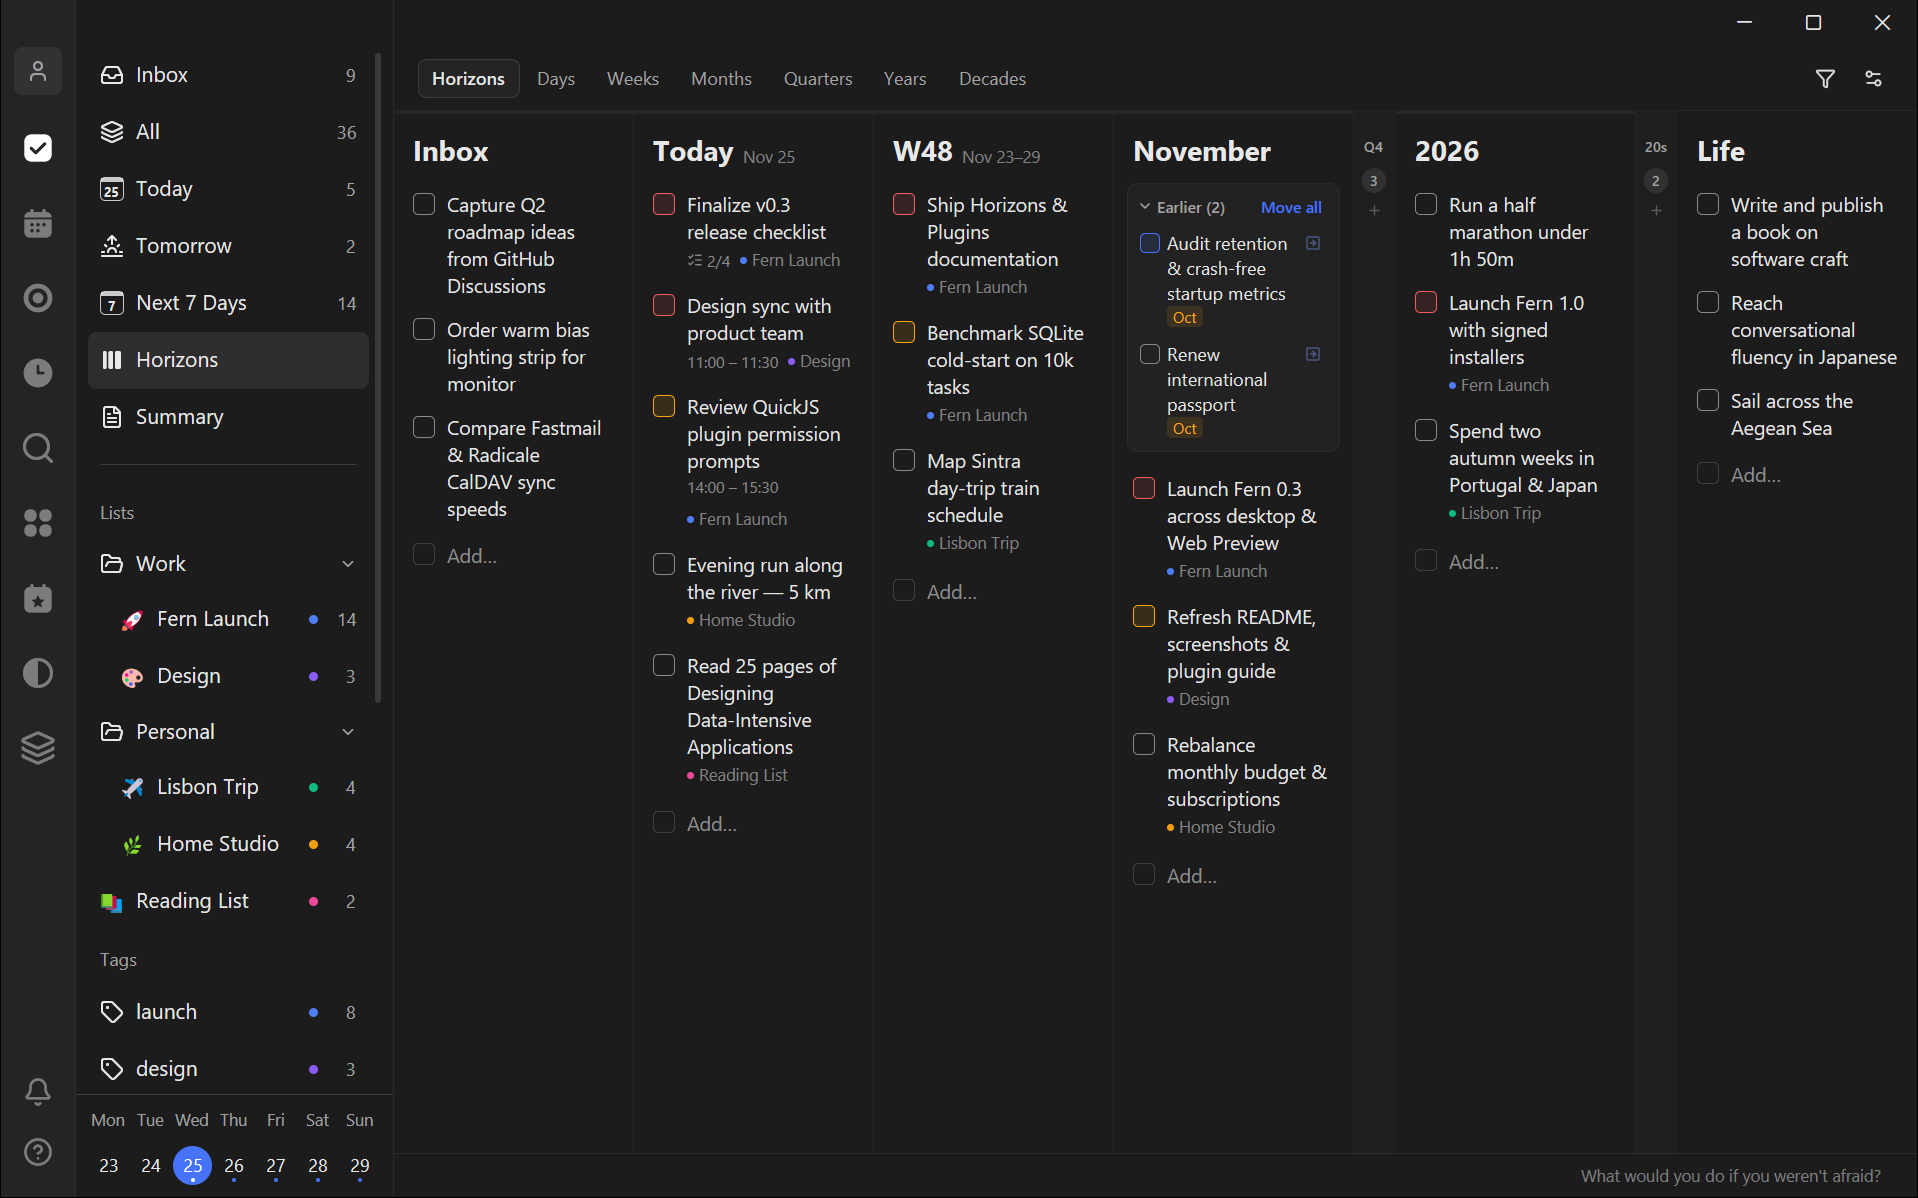 Inbox 9
All 36
25 Today 5
Tomorrow 2
7 Next 7 Days 14
Horizons
Summary
Lists
Work
Fern Launch 14
Design 3
Personal
Lisbon Trip 4
Home Studio 4
Reading List 2
Tags
launch 8
design 3
Mon Tue Wed Thu Fri Sat Sun
23 24 25 26 27 28 29
Horizons Days Weeks Months Quarters Years Decades
Inbox
Capture Q2
roadmap ideas
from GitHub
Discussions
Order warm bias
lighting strip for
monitor
Compare Fastmail
& Radicale
CalDAV sync
speeds
Add...
Today Nov 25
Finalize v0.3
release checklist
2/4 Fern Launch
Design sync with
product team
11:00 – 11:30 Design
Review QuickJS
plugin permission
prompts
14:00 – 15:30
Fern Launch
Evening run along
the river — 5 km
Home Studio
Read 25 pages of
Designing
Data-Intensive
Applications
Reading List
Add...
W48 Nov 23–29
Ship Horizons &
Plugins
documentation
Fern Launch
Benchmark SQLite
cold-start on 10k
tasks
Fern Launch
Map Sintra
day-trip train
schedule
Lisbon Trip
Add...
November
Earlier (2) Move all
Audit retention
& crash-free
startup metrics
Oct
Renew
international
passport
Oct
Launch Fern 0.3
across desktop &
Web Preview
Fern Launch
Refresh README,
screenshots &
plugin guide
Design
Rebalance
monthly budget &
subscriptions
Home Studio
Add...
Q4
3
+
2026
Run a half
marathon under
1h 50m
Launch Fern 1.0
with signed
installers
Fern Launch
Spend two
autumn weeks in
Portugal & Japan
Lisbon Trip
Add...
20s
2
+
Life
Write and publish
a book on
software craft
Reach
conversational
fluency in Japanese
Sail across the
Aegean Sea
Add...
What would you do if you weren't afraid?